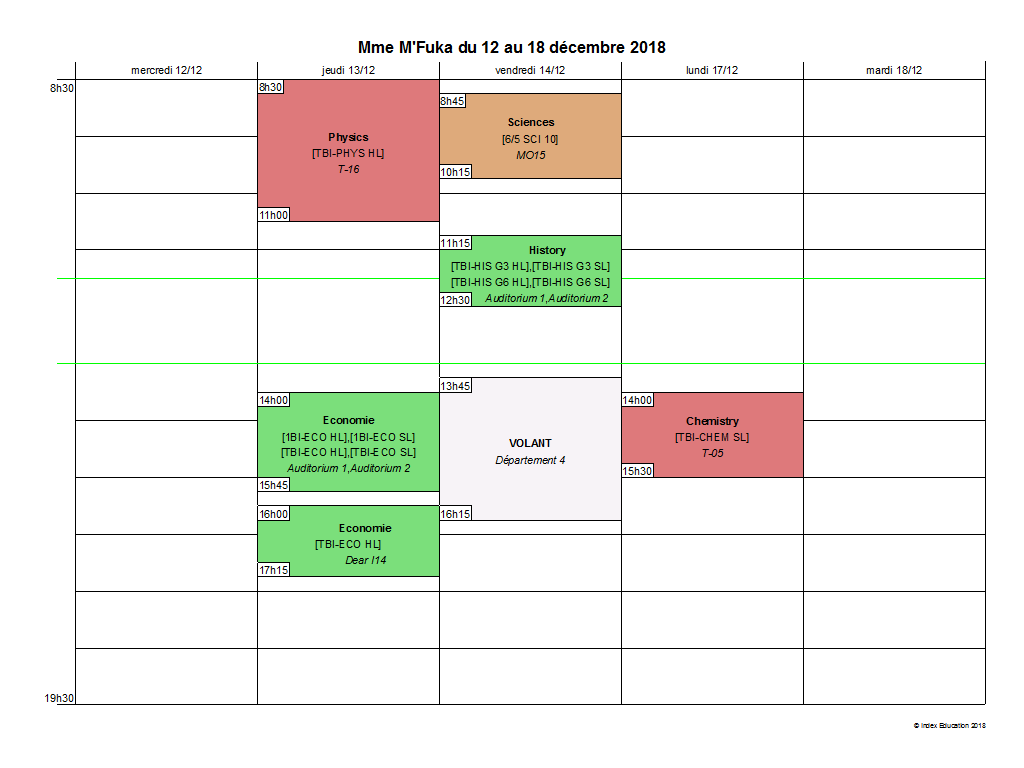 Mme M'Fuka du 12 au 18 décembre 2018
mercredi 12/12
jeudi 13/12
vendredi 14/12
lundi 17/12
mardi 18/12
8h30
8h30
Physics
[TBI-PHYS HL]
T-16
11h00
14h00
Economie
[1BI-ECO HL],[1BI-ECO SL]
[TBI-ECO HL],[TBI-ECO SL]
Auditorium 1,Auditorium 2
15h45
16h00
Economie
[TBI-ECO HL]
Dear I14
17h15
8h45
Sciences
[6/5 SCI 10]
MO15
10h15
11h15
History
[TBI-HIS G3 HL],[TBI-HIS G3 SL]
[TBI-HIS G6 HL],[TBI-HIS G6 SL]
12h30
Auditorium 1,Auditorium 2
13h45
VOLANT
Département 4
16h15
14h00
Chemistry
[TBI-CHEM SL]
T-05
15h30
19h30
© Index Education 2018